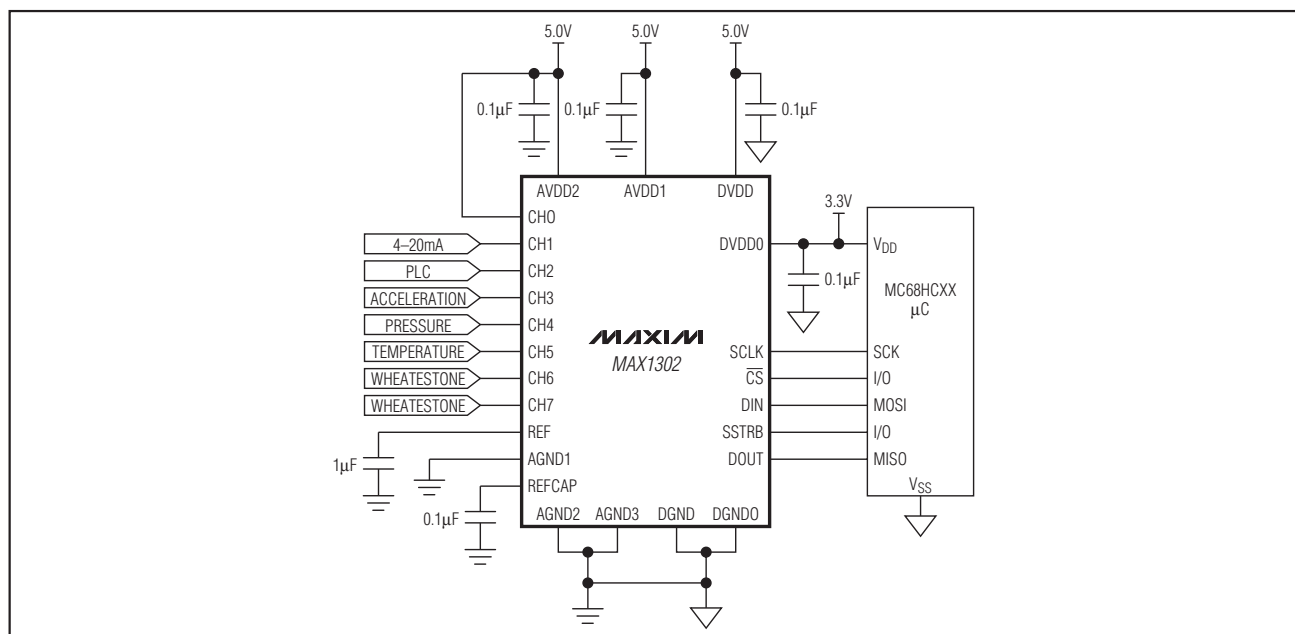 5.0V 5.0V 5.0V
0.1µF 0.1µF 0.1µF
AVDD2 AVDD1 DVDD
3.3V
CH0
4–20mA CH1 DVDD0 VDD
PLC CH2 0.1µF
ACCELERATION CH3 MC68HCXX
PRESSURE CH4 µC
MAXIM
TEMPERATURE CH5 SCLK SCK
MAX1302
WHEATESTONE CH6 CS I/O
WHEATESTONE CH7 DIN MOSI
REF SSTRB I/O
1µF AGND1 DOUT MISO
REFCAP VSS
0.1µF AGND2 AGND3 DGND DGNDO